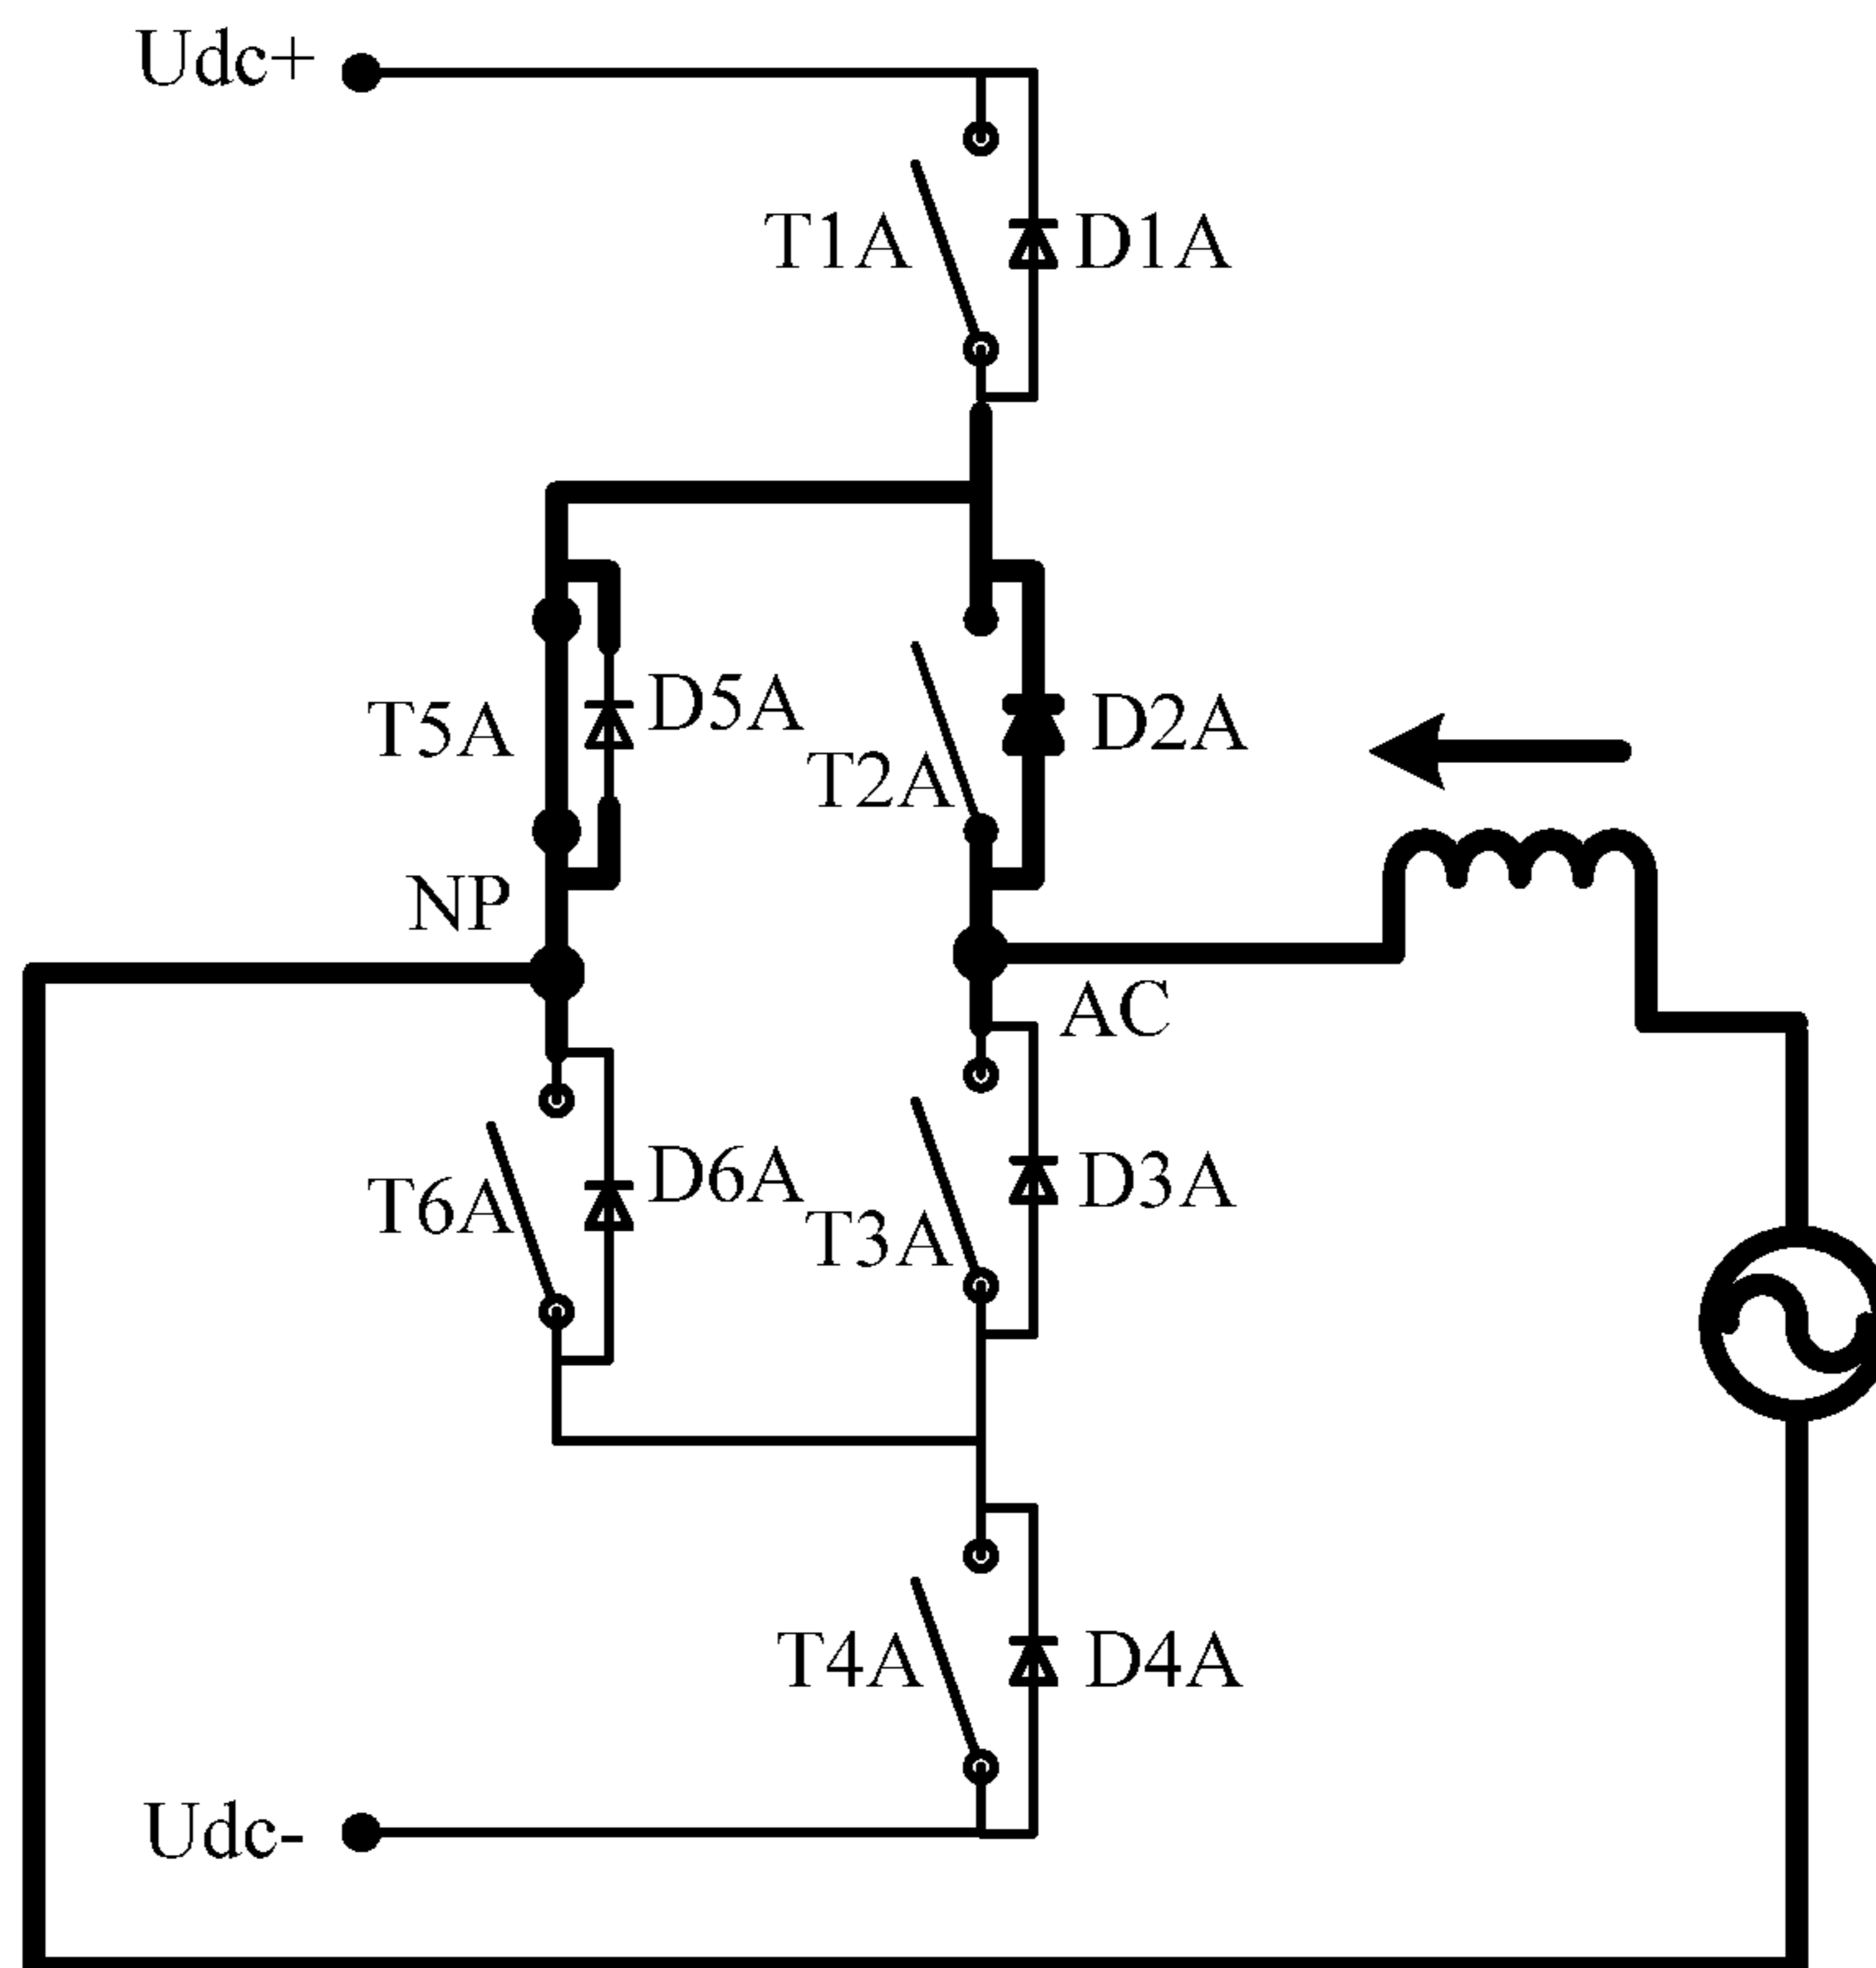 Udc+
T1A D1A
T5A D5A T2A D2A
NP
AC
T6A D6A T3A D3A
T4A D4A
Udc-